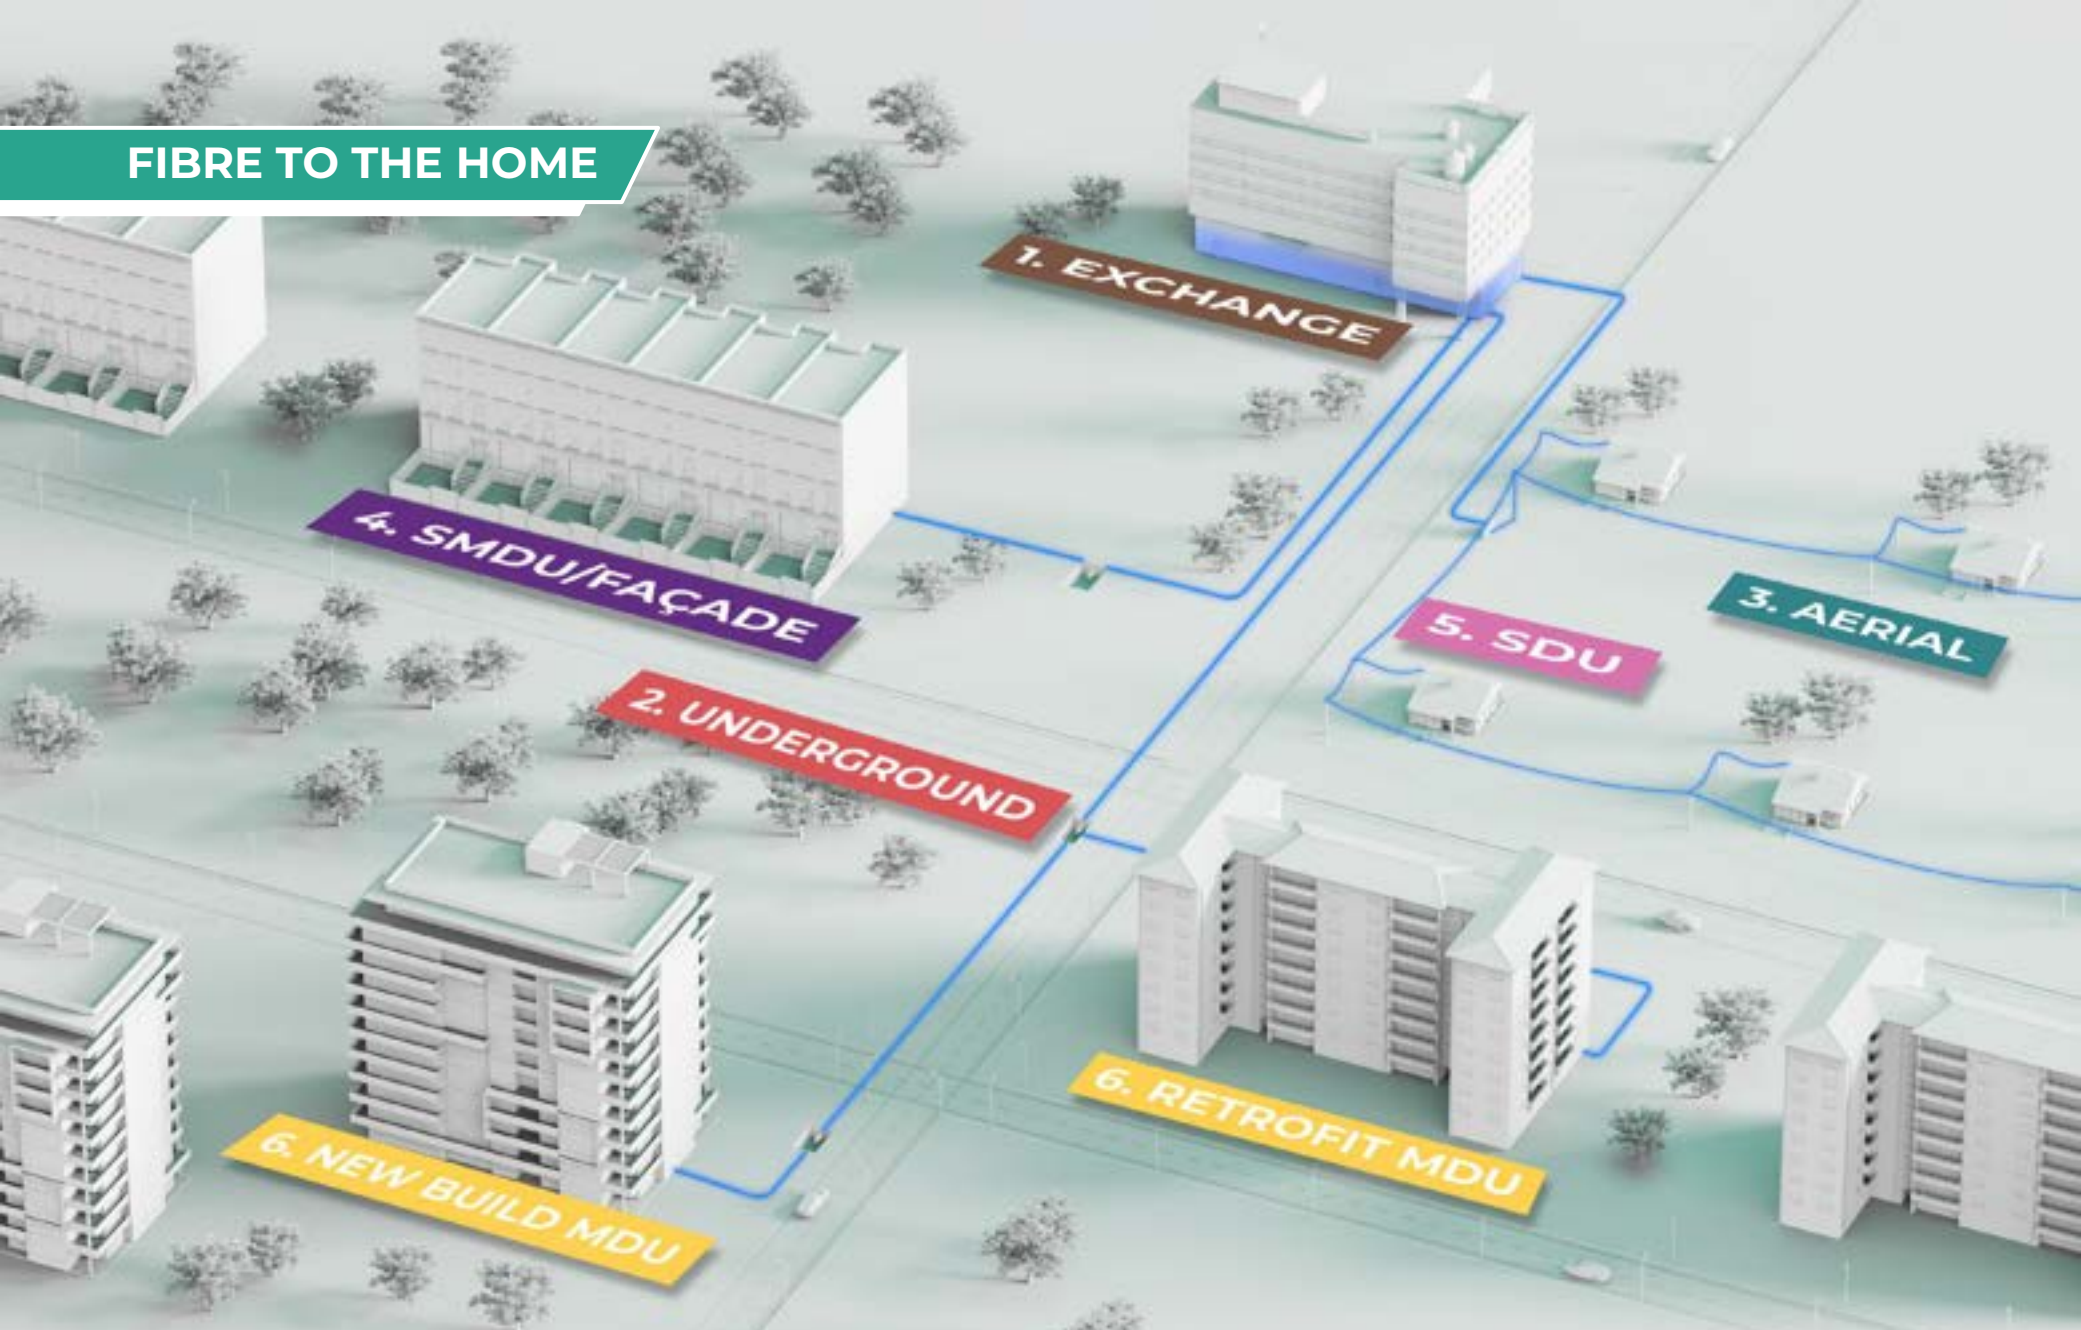 FIBRE TO THE HOME
1. EXCHANGE
4. SMDU/FAÇADE
3. AERIAL
5. SDU
2. UNDERGROUND
6. RETROFIT MDU
6. NEW BUILD MDU